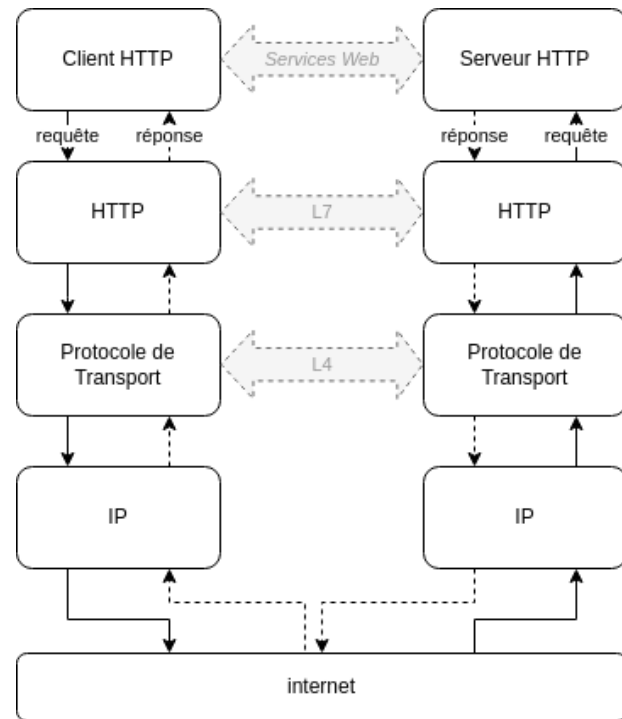 Client HTTP
Services Web
Serveur HTTP
requête
réponse
réponse
requête
HTTP
L7
HTTP
Protocole de
Transport
L4
Protocole de
Transport
IP
IP
internet